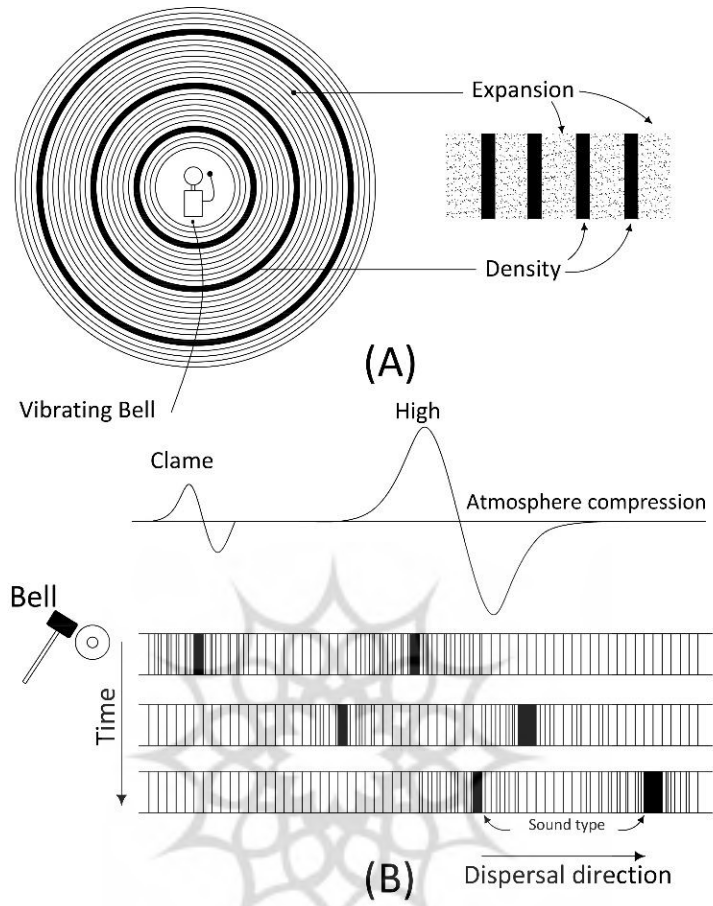 Expansion
Density
(A)
Vibrating Bell
High
Clame
Atmosphere compression
Bell
Time
Sound type
(B)
Dispersal direction